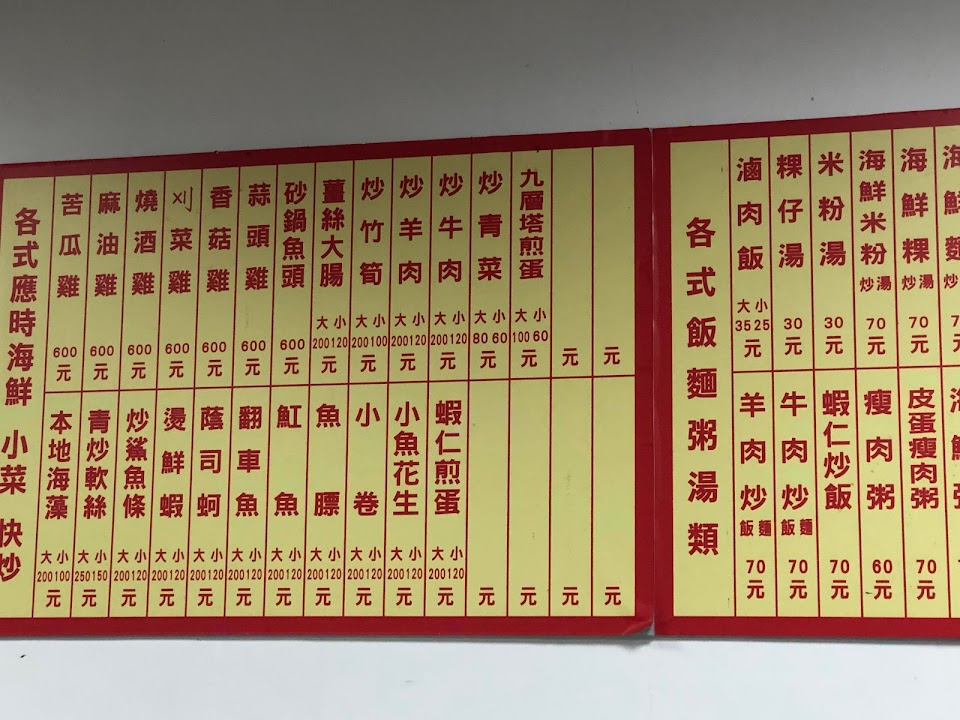 各式應時海鮮 小菜 快炒
苦瓜雞 600元
麻油雞 600元
燒酒雞 600元
刈菜雞 600元
香菇雞 600元
蒜頭雞 600元
砂鍋魚頭 600元
薑絲大腸 大200 小120元
炒竹筍 大200 小100元
炒羊肉 大200 小120元
炒牛肉 大200 小120元
炒青菜 大80 小60元
九層塔煎蛋 大100 小60元
元
元
本地海藻 大200 小100元
青炒軟絲 大250 小150元
炒鯊魚條 大200 小120元
燙鮮蝦 大200 小120元
蔭司蚵 大200 小120元
翻車魚 大200 小120元
魟魚 大200 小120元
魚膘 大200 小120元
小卷 大200 小120元
小魚花生 大200 小120元
蝦仁煎蛋 大200 小120元
元
元
元
元
各式飯麵粥湯類
滷肉飯 大35 小25元
粿仔湯 30元
米粉湯 30元
海鮮米粉 炒湯 70元
海鮮粿 炒湯 70元
海鮮麵 炒
羊肉炒 飯麵 70元
牛肉炒 飯麵 70元
蝦仁炒飯 70元
瘦肉粥 60元
皮蛋瘦肉粥 70元
海鮮